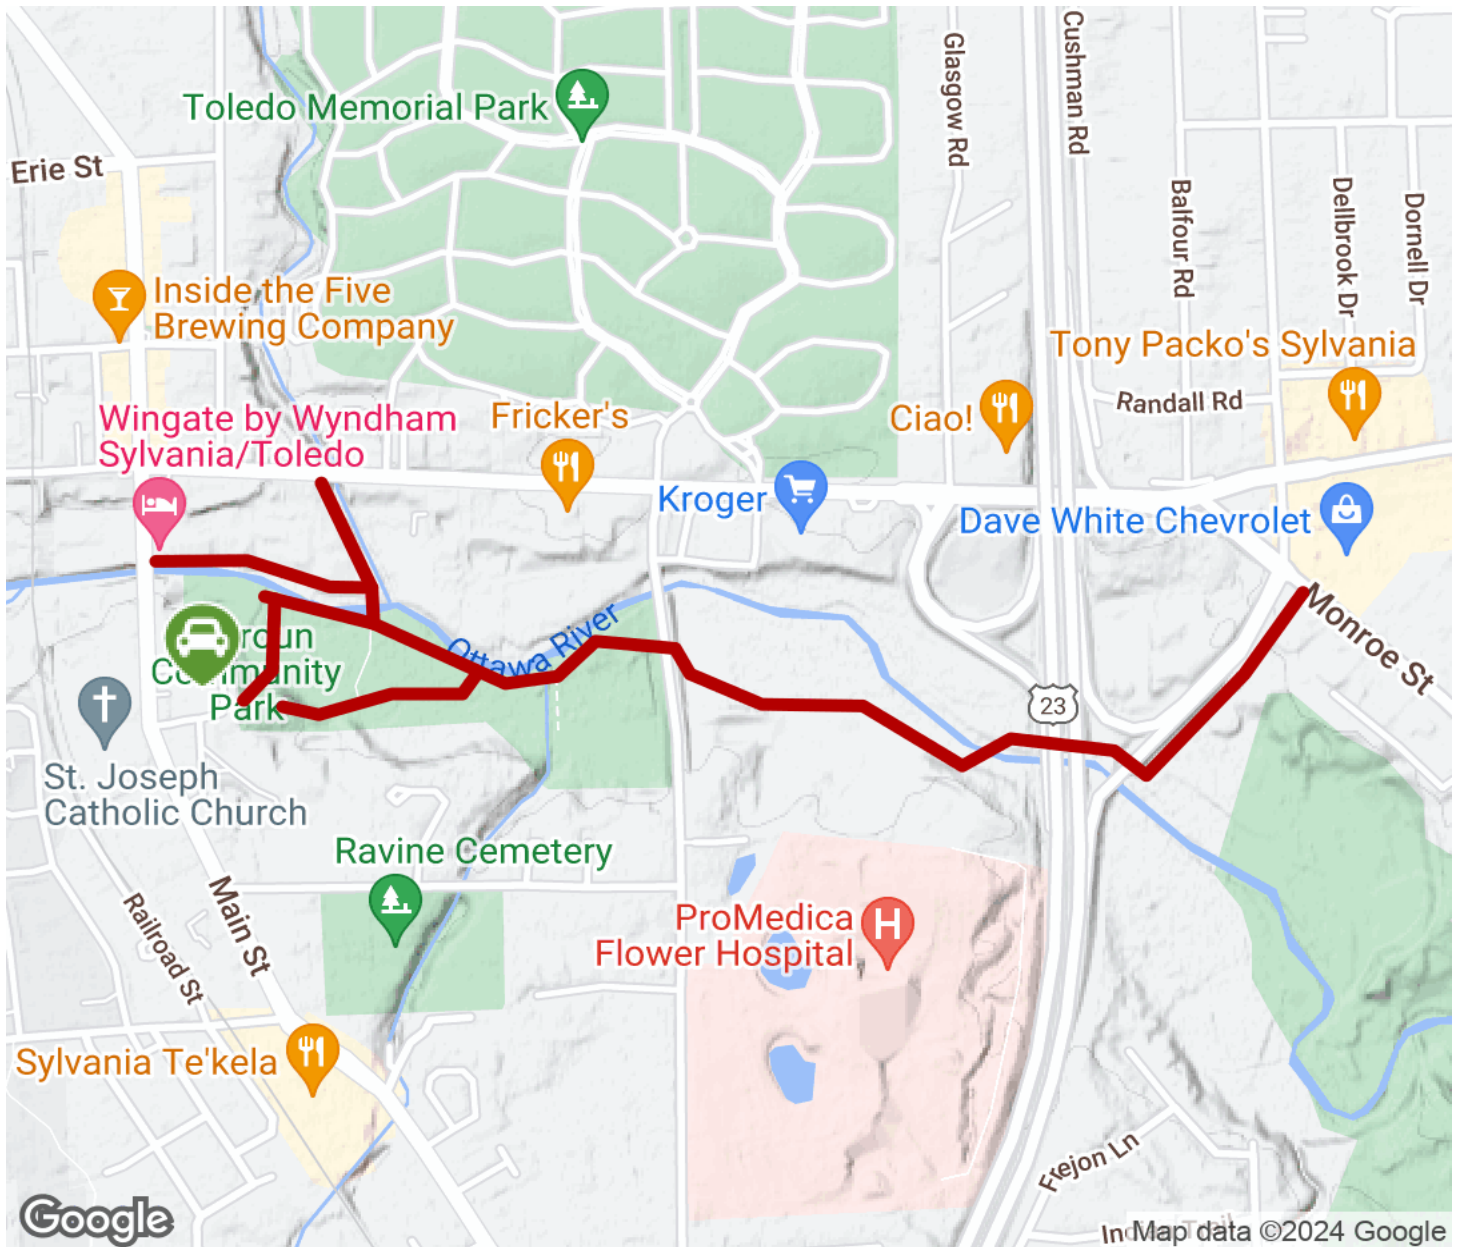 Glasgow Rd
Cushman Rd
Toledo Memorial Park
Erie St
Balfour Rd
Dellbrook Dr
Dornell Dr
Inside the Five
Brewing Company
Tony Packo's Sylvania
Randall Rd
Wingate by Wyndham
Sylvania/Toledo
Fricker's
Ciao!
Kroger
Dave White Chevrolet
Monroe St
Ottawa River
Community
Park
23
St. Joseph
Catholic Church
Ravine Cemetery
Main St
Railroad St
ProMedica
Flower Hospital
H
Sylvania Te'kela
Google
Map data ©2024 Google